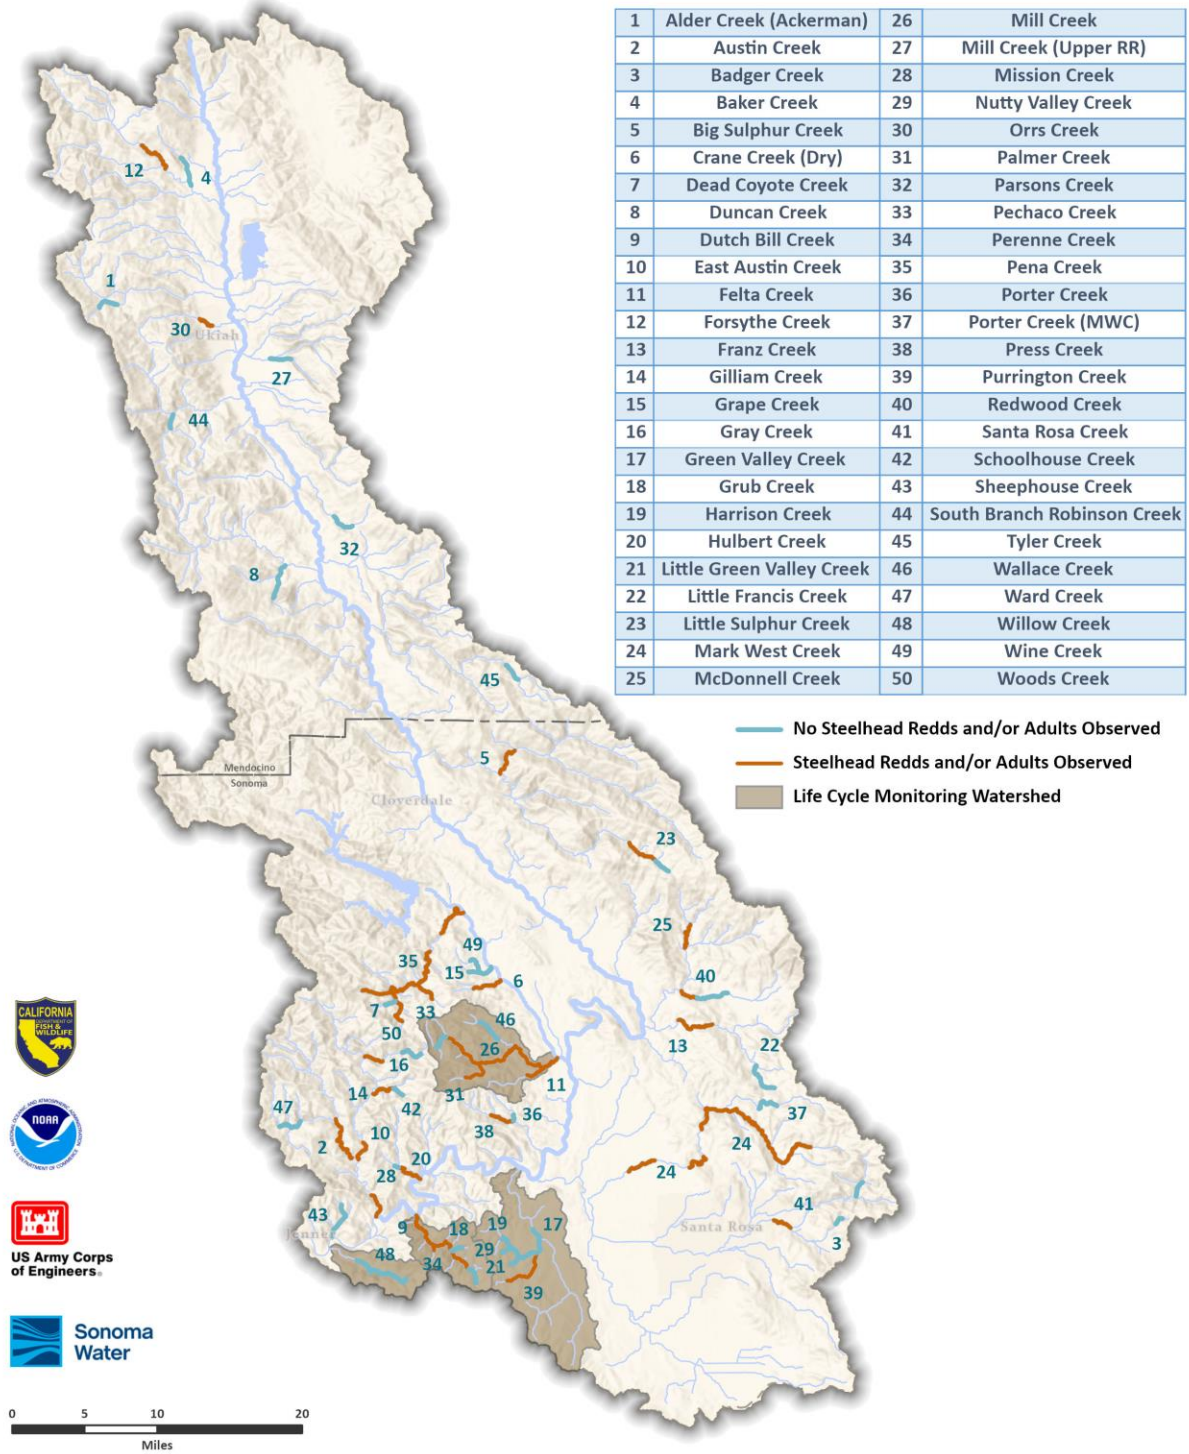 1 Alder Creek (Ackerman) 26 Mill Creek
2 Austin Creek 27 Mill Creek (Upper RR)
3 Badger Creek 28 Mission Creek
4 Baker Creek 29 Nutty Valley Creek
5 Big Sulphur Creek 30 Orrs Creek
6 Crane Creek (Dry) 31 Palmer Creek
7 Dead Coyote Creek 32 Parsons Creek
8 Duncan Creek 33 Pechaco Creek
9 Dutch Bill Creek 34 Perenne Creek
10 East Austin Creek 35 Pena Creek
11 Felta Creek 36 Porter Creek
12 Forsythe Creek 37 Porter Creek (MWC)
13 Franz Creek 38 Press Creek
14 Gilliam Creek 39 Purrington Creek
15 Grape Creek 40 Redwood Creek
16 Gray Creek 41 Santa Rosa Creek
17 Green Valley Creek 42 Schoolhouse Creek
18 Grub Creek 43 Sheephouse Creek
19 Harrison Creek 44 South Branch Robinson Creek
20 Hulbert Creek 45 Tyler Creek
21 Little Green Valley Creek 46 Wallace Creek
22 Little Francis Creek 47 Ward Creek
23 Little Sulphur Creek 48 Willow Creek
24 Mark West Creek 49 Wine Creek
25 McDonnell Creek 50 Woods Creek
No Steelhead Redds and/or Adults Observed
Steelhead Redds and/or Adults Observed
Life Cycle Monitoring Watershed
12
4
1
30
Ukiah
27
44
32
8
45
5
Mendocino
Sonoma
Cloverdale
23
25
49
35
15
6
40
7
33
46
13
50
26
22
16
31
11
14
42
47
36
37
38
10
2
24
20
28
24
41
43
9
18
19
17
Santa Rosa
Jenner
3
48
34
29
21
39
CALIFORNIA
DEPARTMENT OF
FISH &
WILDLIFE
NATIONAL OCEANIC AND ATMOSPHERIC ADMINISTRATION
NOAA
U.S. DEPARTMENT OF COMMERCE
US Army Corps
of Engineers®
Sonoma
Water
0 5 10 20
Miles